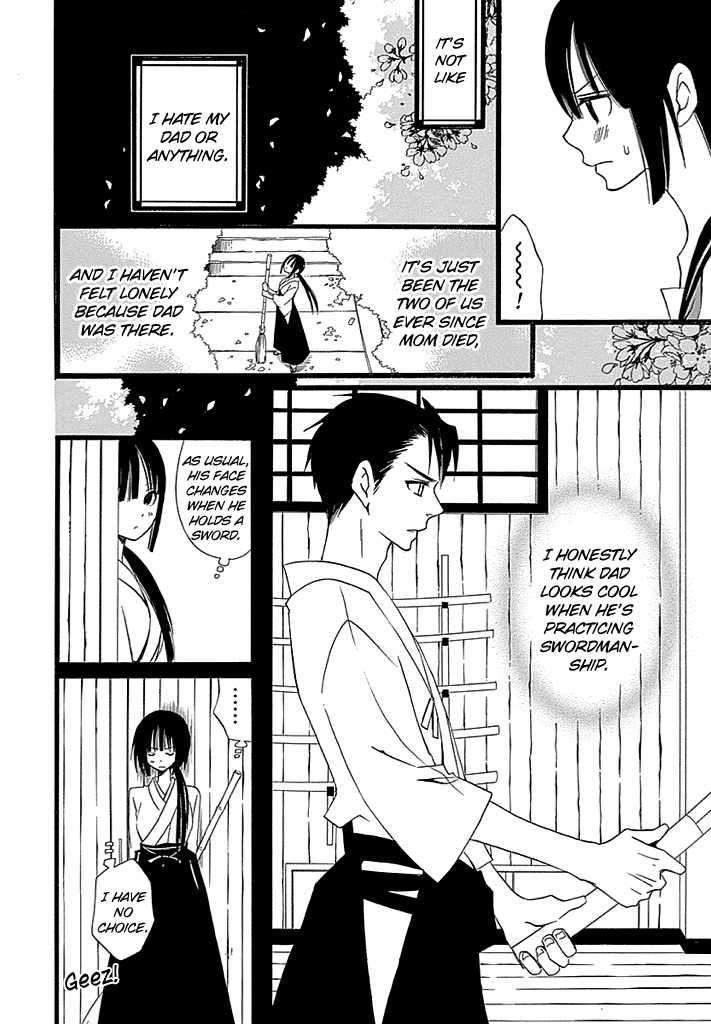 IT'S
NOT
LIKE
I HATE MY
DAD OR
ANYTHING.
~~~!
IT'S JUST
BEEN THE
TWO OF US
EVER SINCE
MOM DIED,
AND I HAVEN'T
FELT LONELY
BECAUSE DAD
WAS THERE.
I HONESTLY
THINK DAD
LOOKS COOL
WHEN HE'S
PRACTICING
SWORDMAN-
SHIP.
AS USUAL,
HIS FACE
CHANGES
WHEN HE
HOLDS A
SWORD.
......
I HAVE
NO
CHOICE.
Geez!